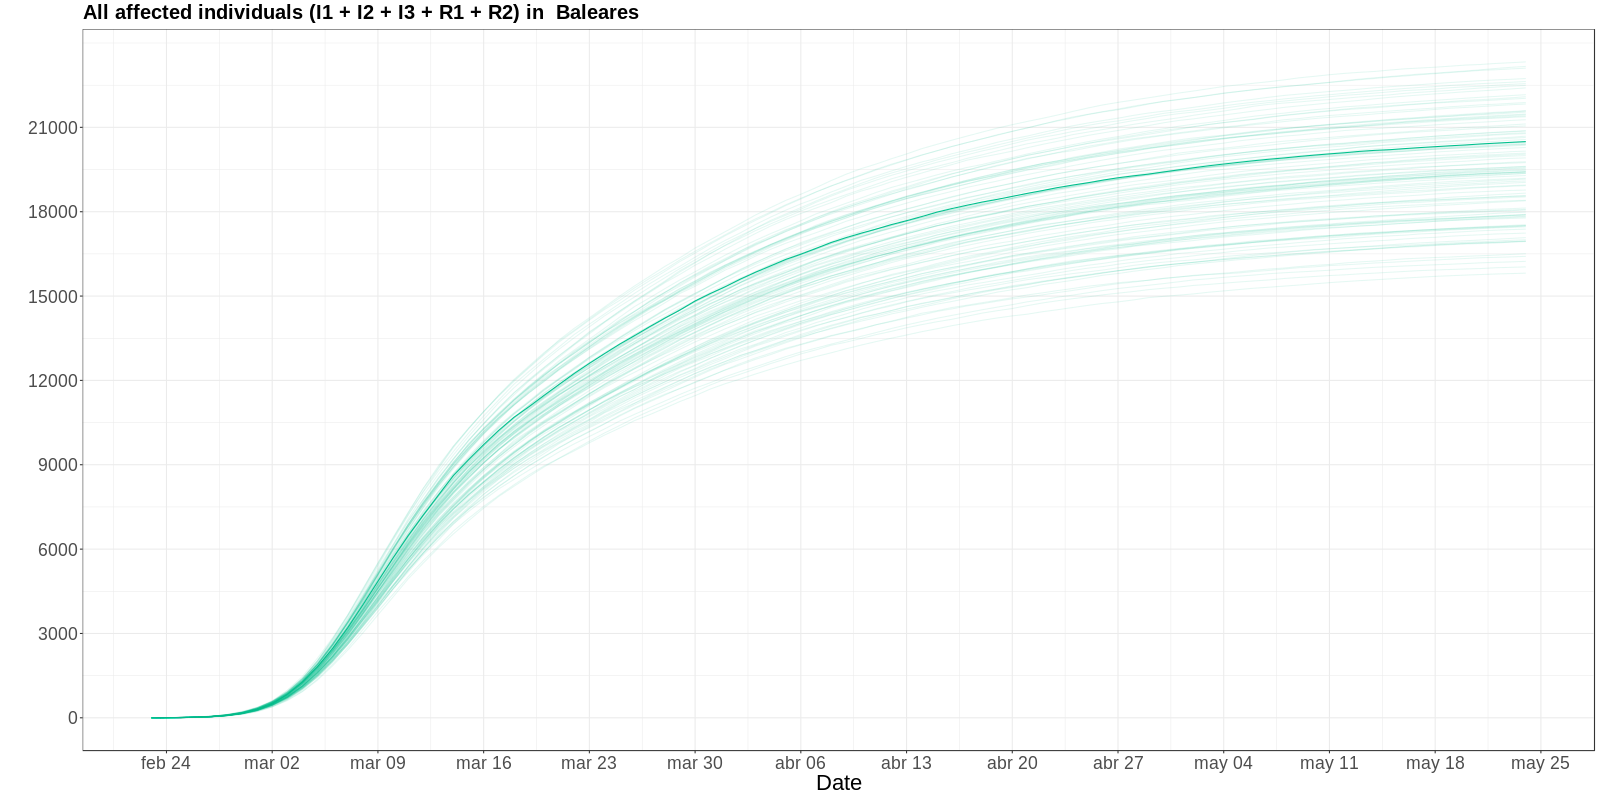 All affected individuals (I1 + I2 + I3 + R1 + R2) in  Baleares
21000
18000
15000
12000
9000
6000
3000
0
feb 24 mar 02 mar 09 mar 16 mar 23 mar 30 abr 06 abr 13 abr 20 abr 27 may 04 may 11 may 18 may 25
Date